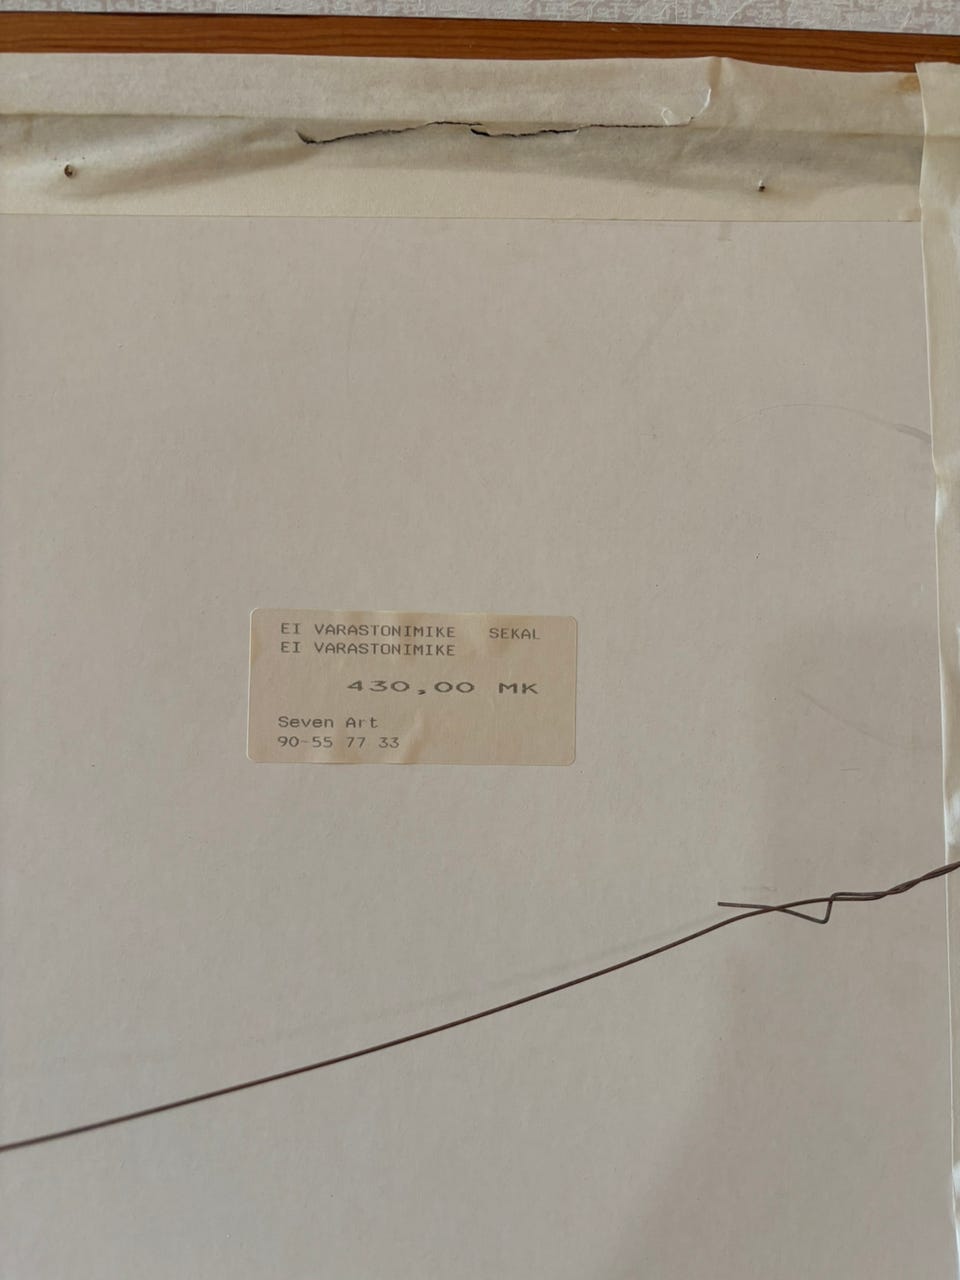 EI VARASTONIMIKE SEKAL
EI VARASTONIMIKE
430,00 MK
Seven Art
90-55 77 33